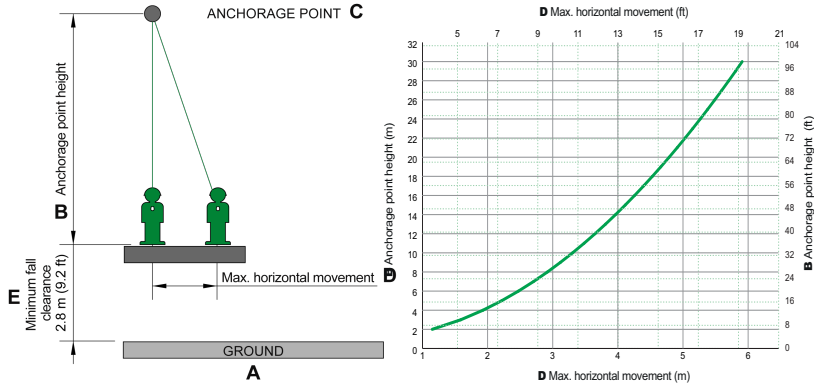 ANCHORAGE POINT C
Anchorage point height
B
E
Minimum fall
clearance
2.8 m (9.2 ft)
Max. horizontal movement D
GROUND
A
D Max. horizontal movement (ft)
5 7 9 11 13 15 17 19 21
32
30
28
26
24
22
20
18
16
14
12
10
8
6
4
2
0
B Anchorage point height (m)
104
96
88
80
72
64
56
48
40
32
24
16
8
0
B Anchorage point height (ft)
1 2 3 4 5 6
D Max. horizontal movement (m)